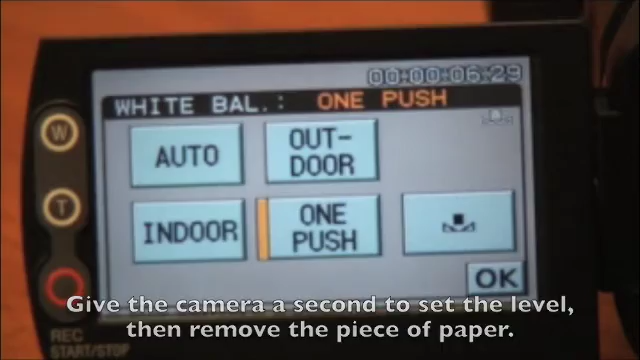 00:00:06:29
WHITE BAL.: ONE PUSH
W
AUTO
OUT-
DOOR
T
INDOOR
ONE
PUSH
OK
Give the camera a second to set the level,
then remove the piece of paper.
REC
START/STOP